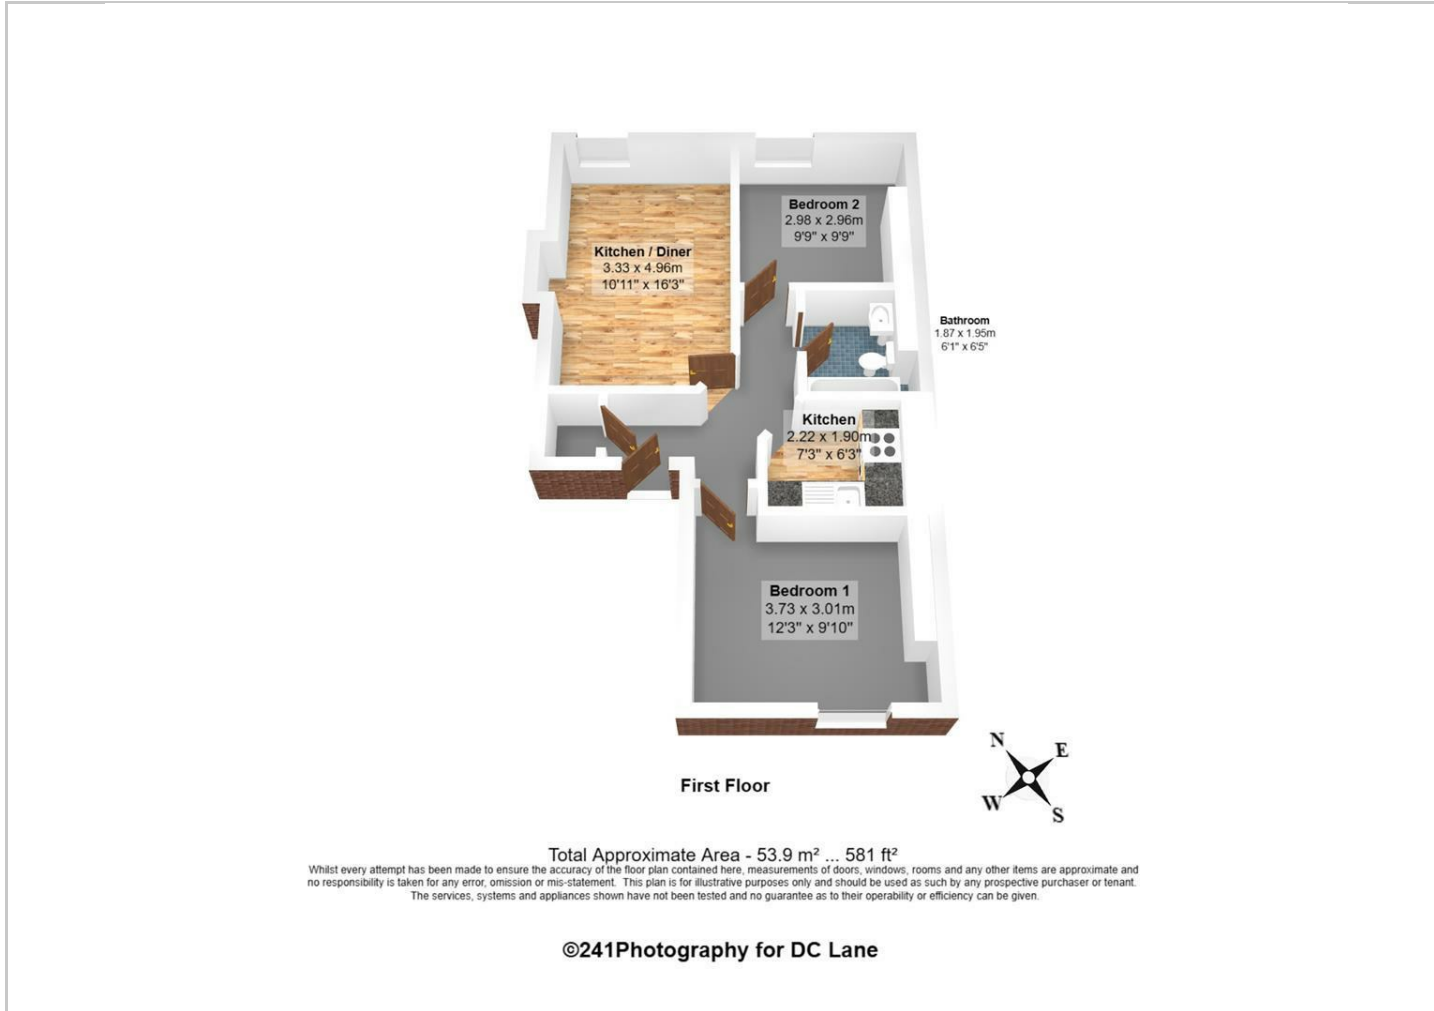 Bedroom 2
2.98 x 2.96m
9'9" x 9'9"
Kitchen / Diner
3.33 x 4.96m
10'11" x 16'3"
Bathroom
1.87 x 1.95m
6'1" x 6'5"
Kitchen
2.22 x 1.90m
7'3" x 6'3"
Bedroom 1
3.73 x 3.01m
12'3" x 9'10"
N
E
W
S
First Floor
Total Approximate Area - 53.9 m² ... 581 ft²
Whilst every attempt has been made to ensure the accuracy of the floor plan contained here, measurements of doors, windows, rooms and any other items are approximate and
no responsibility is taken for any error, omission or mis-statement. This plan is for illustrative purposes only and should be used as such by any prospective purchaser or tenant.
The services, systems and appliances shown have not been tested and no guarantee as to their operability or efficiency can be given.
©241Photography for DC Lane